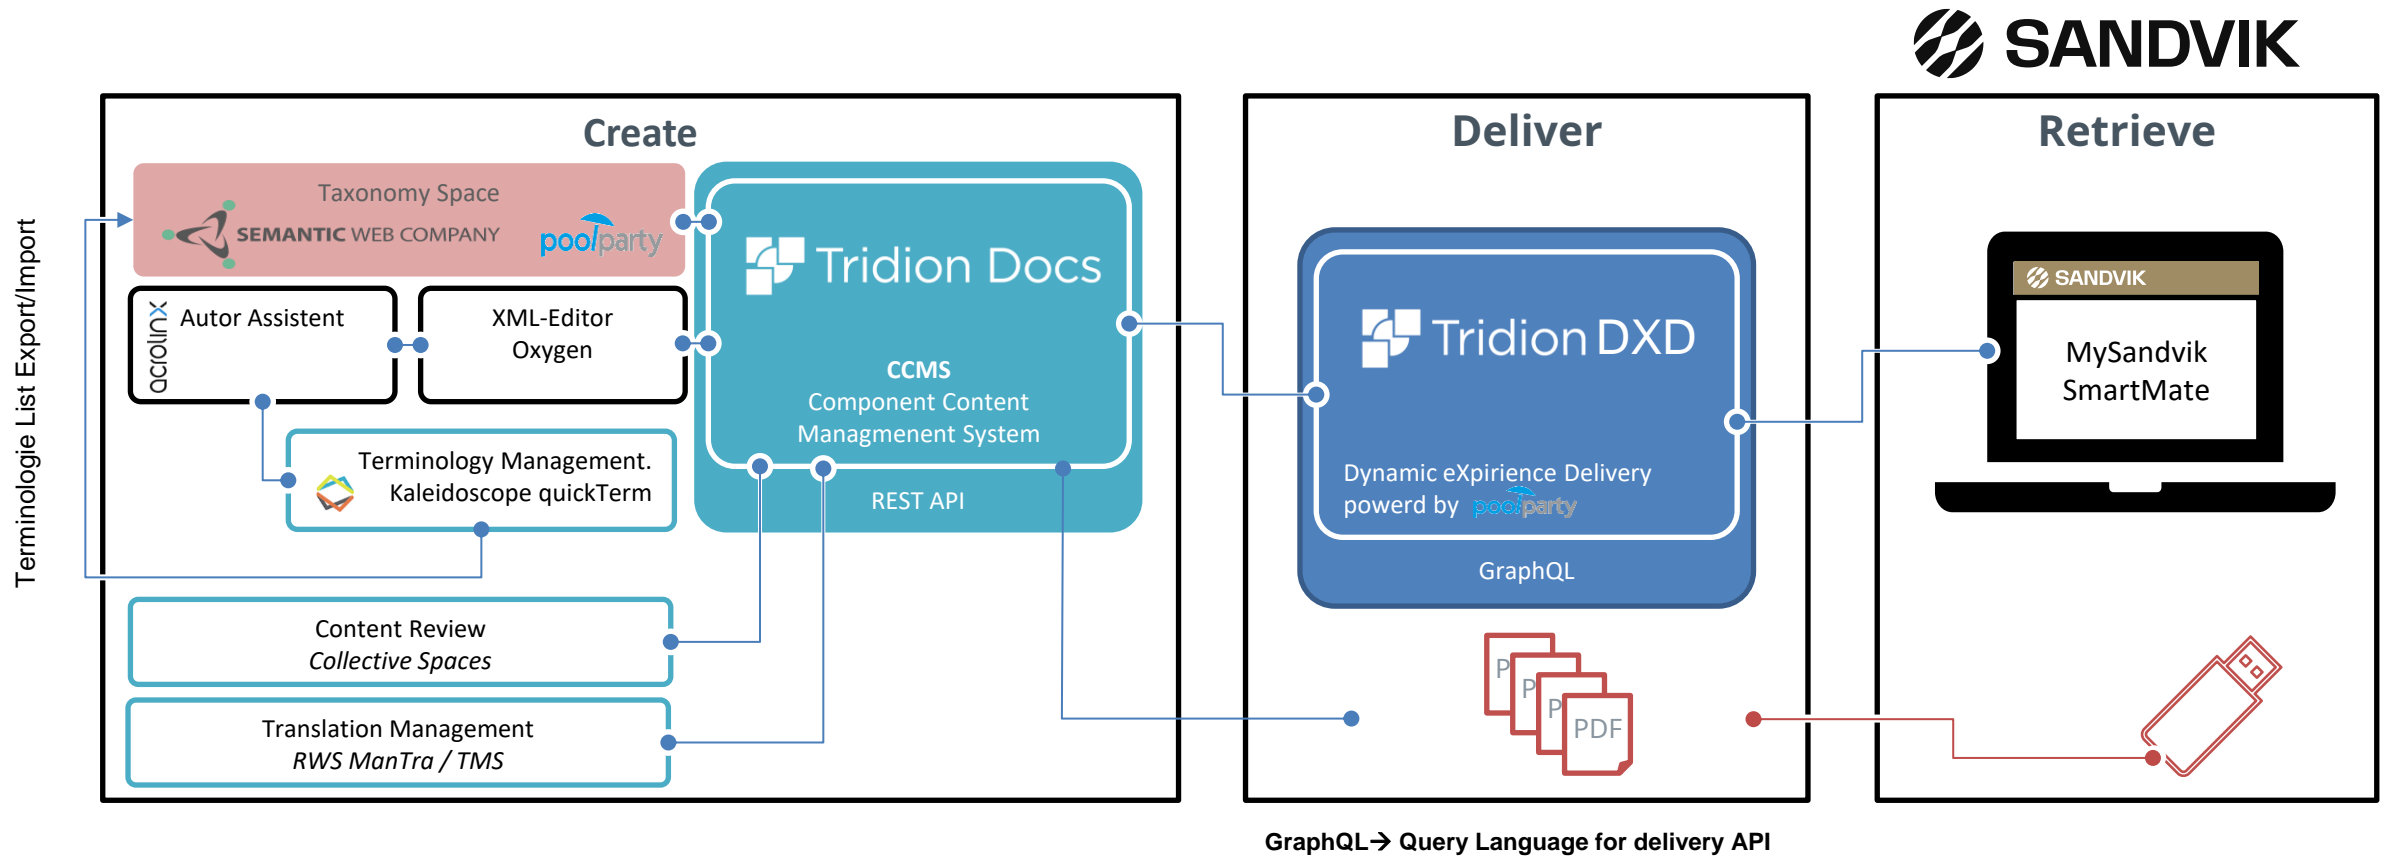 SANDVIK
Create
Deliver
Retrieve
Terminologie List Export/Import
Taxonomy Space
SEMANTIC WEB COMPANY
poolparty
acrolinx
Autor Assistent
XML-Editor
Oxygen
Terminology Management.
Kaleidoscope quickTerm
Content Review
Collective Spaces
Translation Management
RWS ManTra / TMS
Tridion Docs
CCMS
Component Content
Managmenent System
REST API
Tridion DXD
Dynamic eXpirience Delivery
powerd by poolparty
GraphQL
P
P
P
PDF
SANDVIK
MySandvik
SmartMate
GraphQL→ Query Language for delivery API